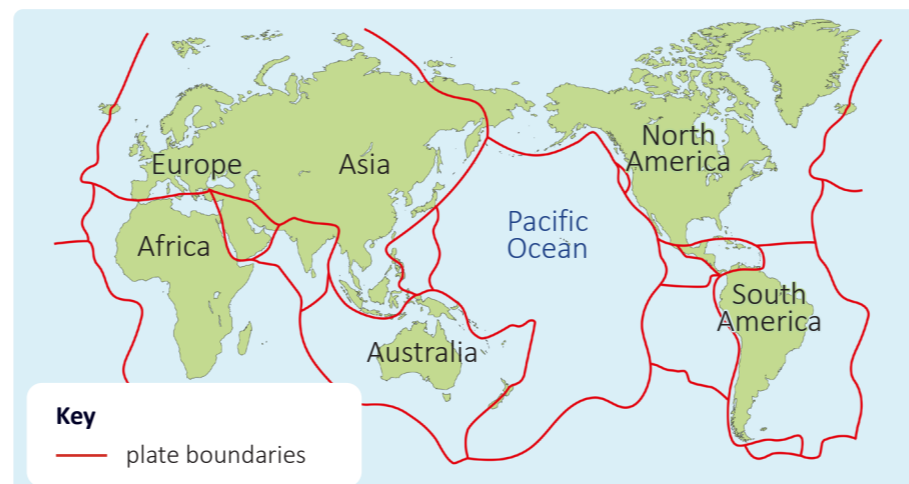 Europe
Asia
North
America
Africa
Pacific
Ocean
South
America
Australia
Key
plate boundaries